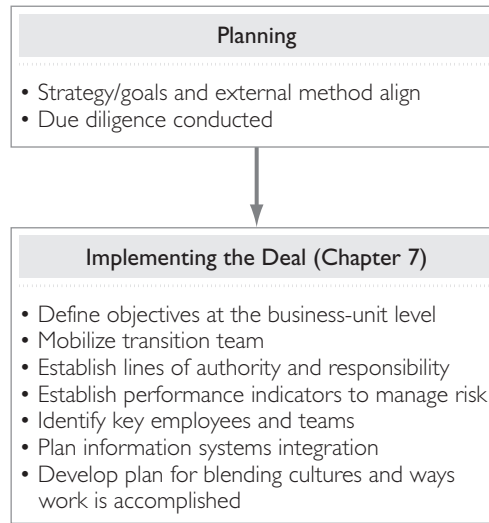 Planning
• Strategy/goals and external method align
• Due diligence conducted
Implementing the Deal (Chapter 7)
• Define objectives at the business-unit level
• Mobilize transition team
• Establish lines of authority and responsibility
• Establish performance indicators to manage risk
• Identify key employees and teams
• Plan information systems integration
• Develop plan for blending cultures and ways
work is accomplished